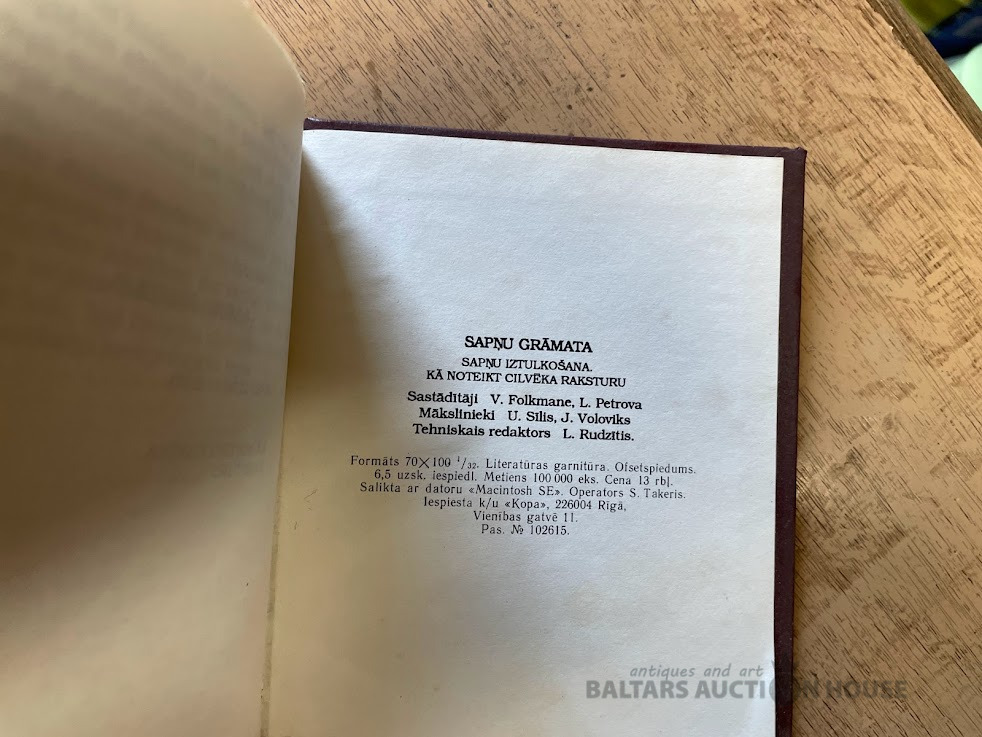 SAPŅU GRĀMATA
SAPŅU IZTULKOŠANA.
KĀ NOTEIKT CILVĒKA RAKSTURU
Sastādītāji V. Folkmane, L. Petrova
Mākslinieki U. Sīlis, J. Voloviks
Tehniskais redaktors L. Rudzītis.
Formāts 70×100 1/32. Literatūras garnitūra. Ofsetspiedums.
6,5 uzsk. iespiedl. Metiens 100 000 eks. Cena 13 rbļ.
Salikta ar datoru «Macintosh SE». Operators S. Takeris.
Iespiesta k/u «Kopa», 226004 Rīgā,
Vienības gatvē 11.
Pas. № 102615.
antiques and art
BALTARS AUCTION HOUSE